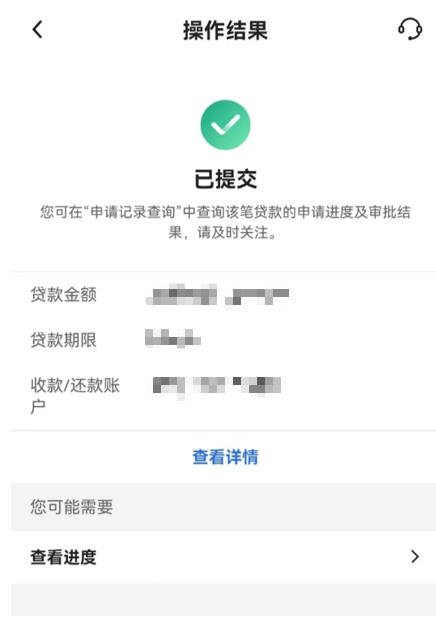 操作结果
已提交
您可在“申请记录查询”中查询该笔贷款的申请进度及审批结
果，请及时关注。
贷款金额
贷款期限
收款/还款账
户
查看详情
您可能需要
查看进度